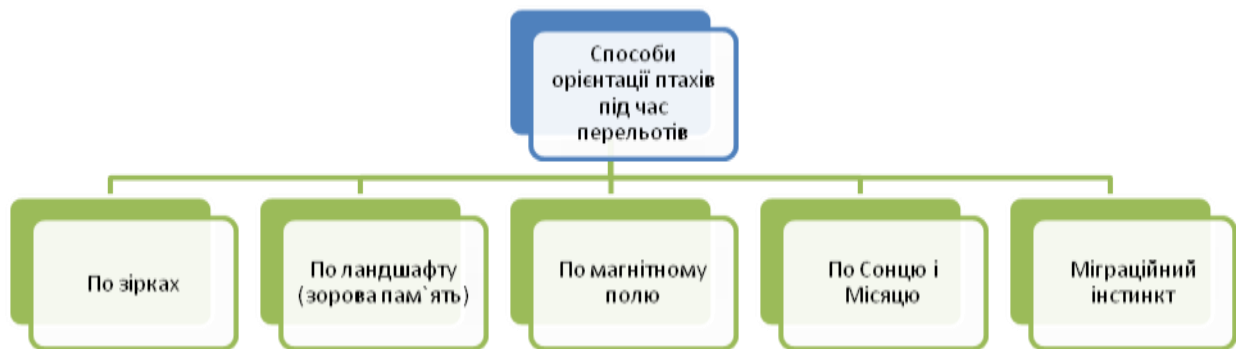 Способи
орієнтації птахів
під час
перельотів
По зірках
По ландшафту
(зорова пам`ять)
По магнітному
полю
По Сонцю і
Місяцю
Міграційний
інстинкт